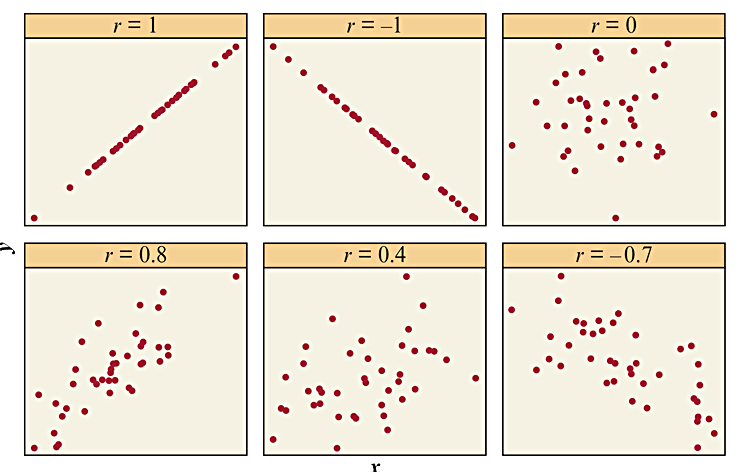 r = 1
r = –1
r = 0
y
r = 0.8
r = 0.4
r = –0.7